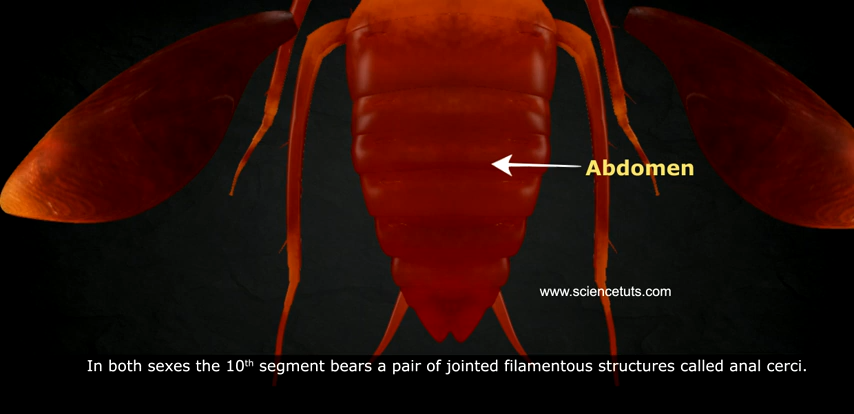 Abdomen
www.sciencetuts.com
In both sexes the 10th segment bears a pair of jointed filamentous structures called anal cerci.